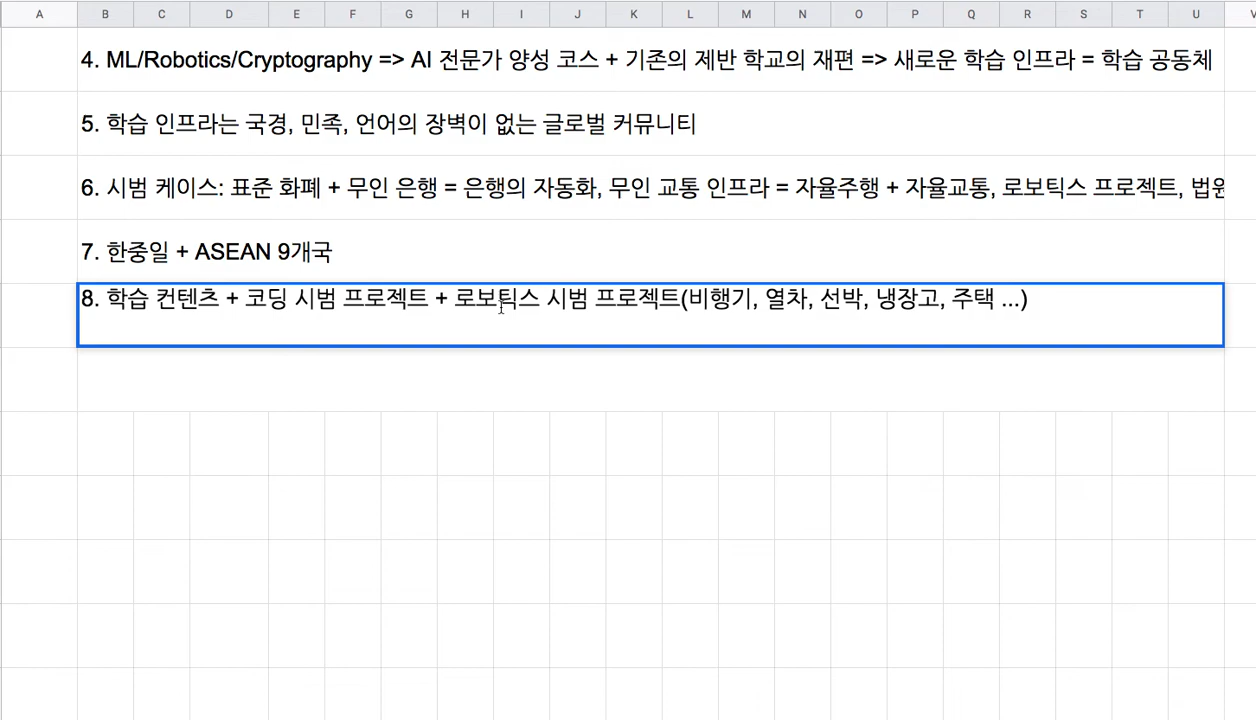 A B C D E F G H I J K L M N O P Q R S T U
4. ML/Robotics/Cryptography => AI 전문가 양성 코스 + 기존의 제반 학교의 재편 => 새로운 학습 인프라 = 학습 공동체
5. 학습 인프라는 국경, 민족, 언어의 장벽이 없는 글로벌 커뮤니티
6. 시범 케이스: 표준 화폐 + 무인 은행 = 은행의 자동화, 무인 교통 인프라 = 자율주행 + 자율교통, 로보틱스 프로젝트, 법원
7. 한중일 + ASEAN 9개국
8. 학습 컨텐츠 + 코딩 시범 프로젝트 + 로보틱스 시범 프로젝트(비행기, 열차, 선박, 냉장고, 주택 ...)